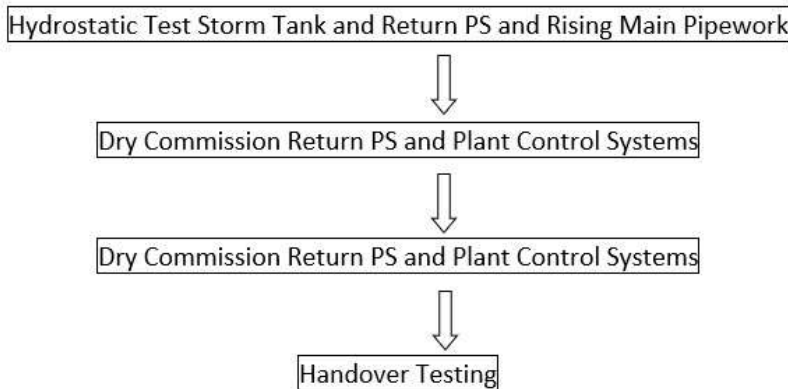 Hydrostatic Test Storm Tank and Return PS and Rising Main Pipework
Dry Commission Return PS and Plant Control Systems
Dry Commission Return PS and Plant Control Systems
Handover Testing